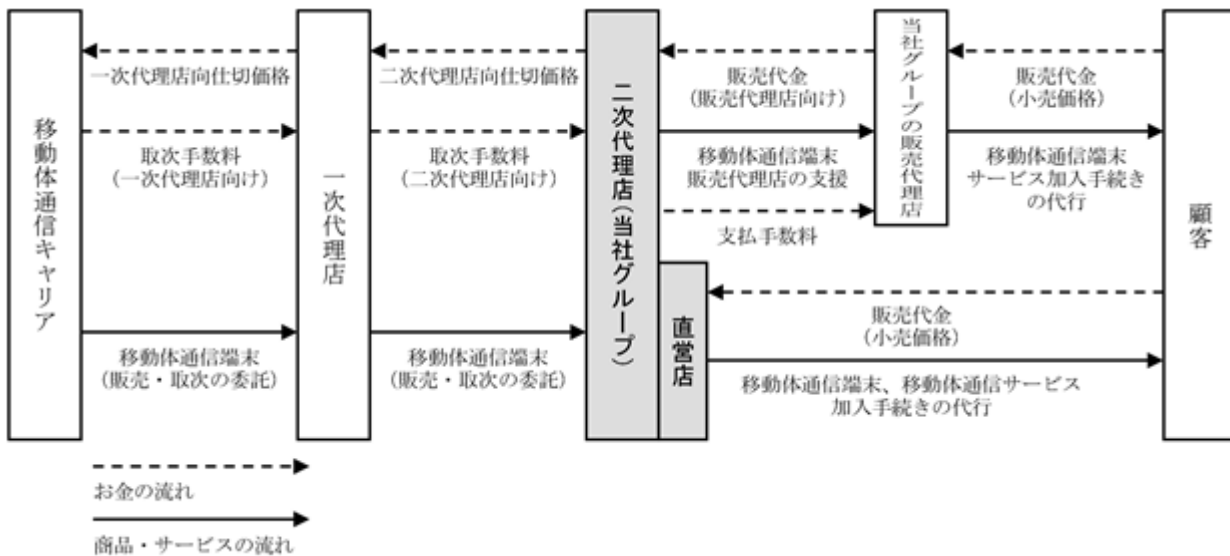 移動体通信キャリア
一次代理店向仕切価格
取次手数料
(一次代理店向け)
移動体通信端末
(販売・取次の委託)
一次代理店
二次代理店向仕切価格
取次手数料
(二次代理店向け)
移動体通信端末
(販売・取次の委託)
二次代理店(当社グループ)
直営店
販売代金
(販売代理店向け)
移動体通信端末
販売代理店の支援
支払手数料
当社グループの販売代理店
販売代金
(小売価格)
移動体通信端末
サービス加入手続き
の代行
販売代金
(小売価格)
移動体通信端末、移動体通信サービス
加入手続きの代行
顧客
お金の流れ
商品・サービスの流れ